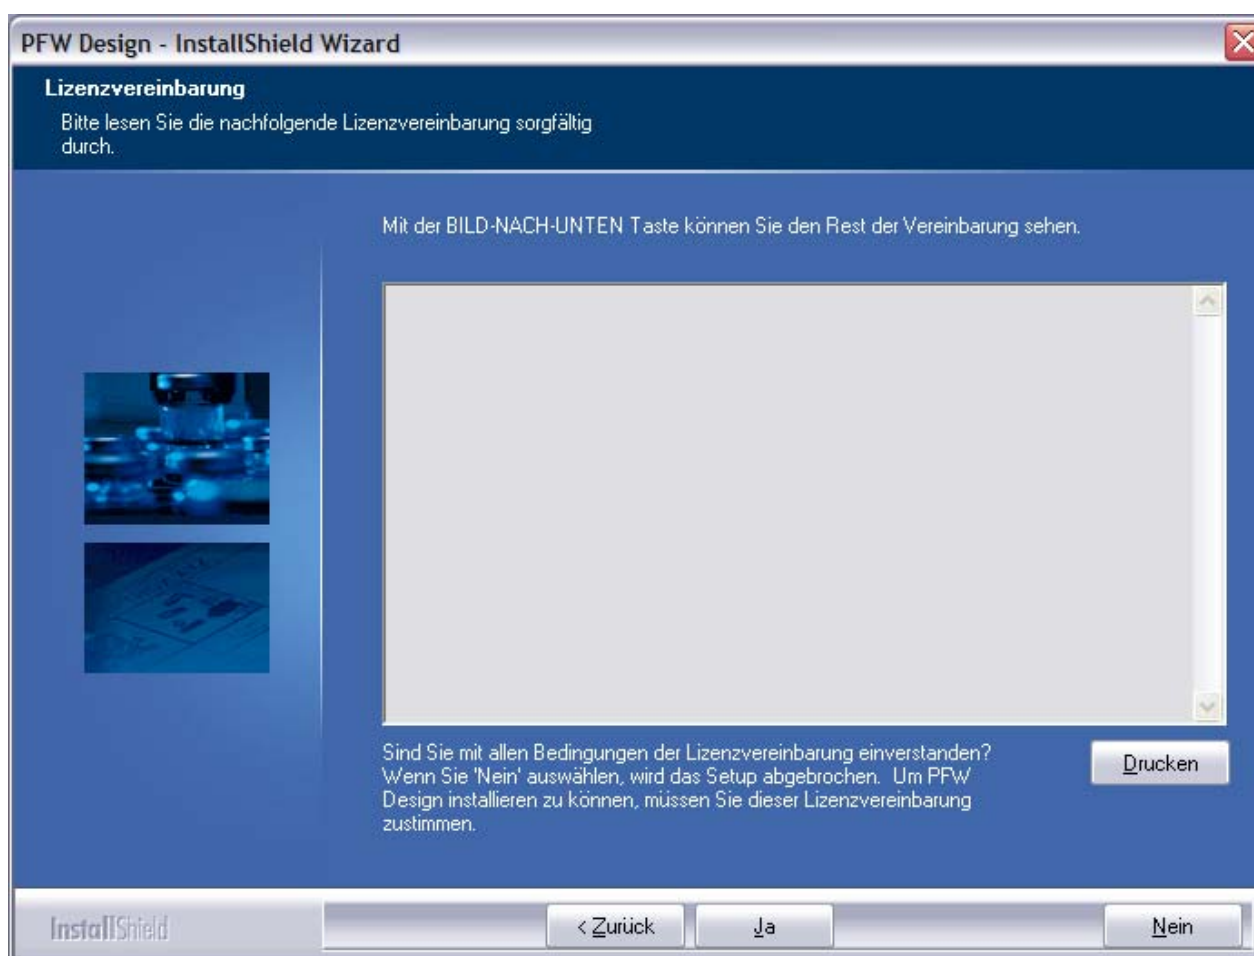 PFW Design - InstallShield Wizard
Lizenzvereinbarung
Bitte lesen Sie die nachfolgende Lizenzvereinbarung sorgfältig
durch.
Mit der BILD-NACH-UNTEN Taste können Sie den Rest der Vereinbarung sehen.
Sind Sie mit allen Bedingungen der Lizenzvereinbarung einverstanden?
Wenn Sie 'Nein' auswählen, wird das Setup abgebrochen.  Um PFW
Design installieren zu können, müssen Sie dieser Lizenzvereinbarung
zustimmen.
Drucken
InstallShield
< Zurück
Ja
Nein